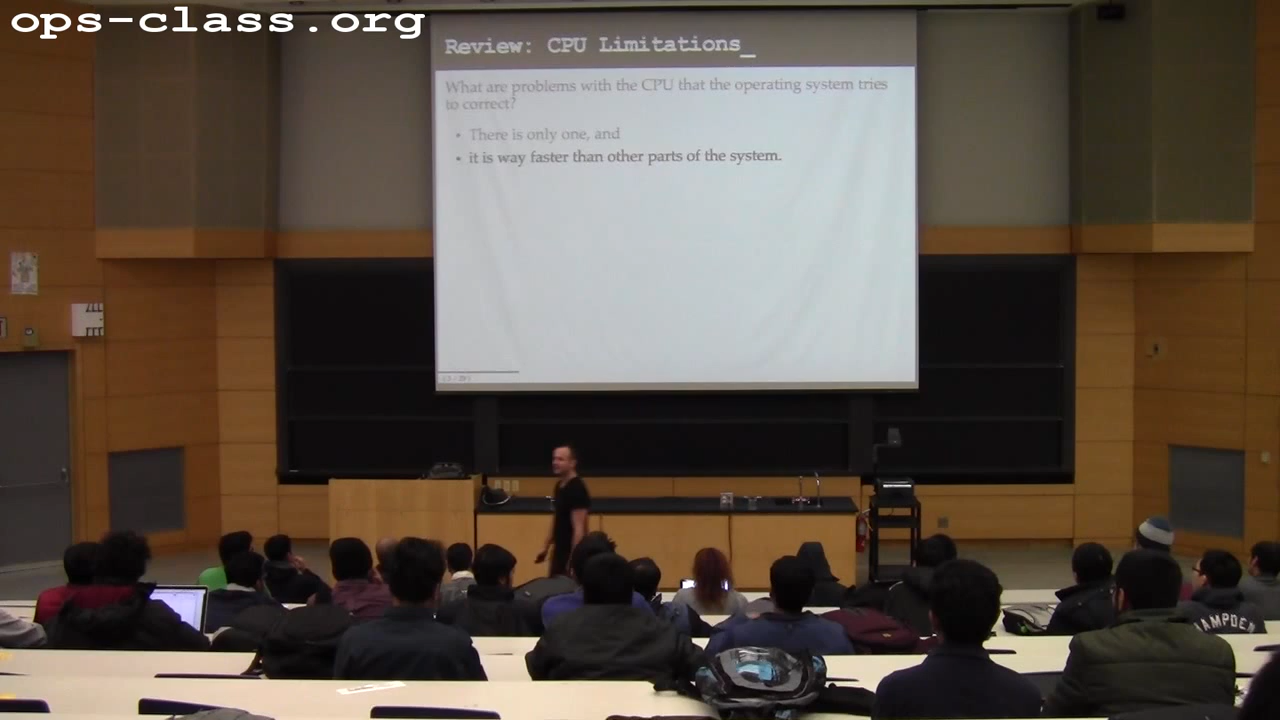 ops-class.org
Review: CPU Limitations_
What are problems with the CPU that the operating system tries
to correct?
• There is only one, and
• it is way faster than other parts of the system.